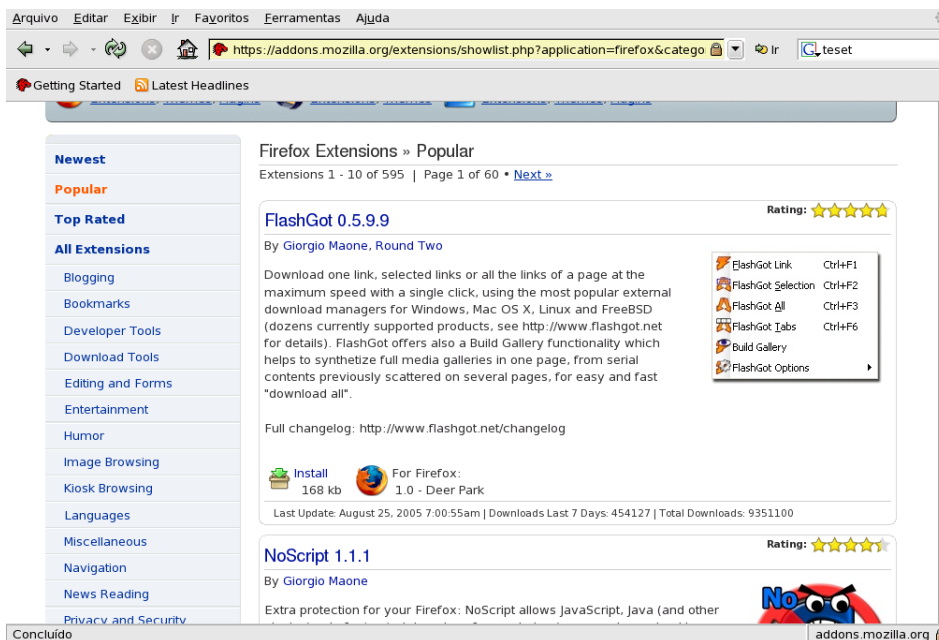 Arquivo Editar Exibir Ir Favoritos Ferramentas Ajuda
https://addons.mozilla.org/extensions/showlist.php?application=firefox&catego Ir G teset
Getting Started Latest Headlines
Extensions, Themes, Plugins Extensions, Themes Extensions, Themes, Plugins
Newest
Popular
Top Rated
All Extensions
Blogging
Bookmarks
Developer Tools
Download Tools
Editing and Forms
Entertainment
Humor
Image Browsing
Kiosk Browsing
Languages
Miscellaneous
Navigation
News Reading
Privacy and Security
Firefox Extensions » Popular
Extensions 1 - 10 of 595 | Page 1 of 60 • Next »
FlashGot 0.5.9.9
Rating:
By Giorgio Maone, Round Two
Download one link, selected links or all the links of a page at the
maximum speed with a single click, using the most popular external
download managers for Windows, Mac OS X, Linux and FreeBSD
(dozens currently supported products, see http://www.flashgot.net
for details). FlashGot offers also a Build Gallery functionality which
helps to synthetize full media galleries in one page, from serial
contents previously scattered on several pages, for easy and fast
"download all".
Full changelog: http://www.flashgot.net/changelog
FlashGot Link Ctrl+F1
FlashGot Selection Ctrl+F2
FlashGot All Ctrl+F3
FlashGot Tabs Ctrl+F6
Build Gallery
FlashGot Options
Install
168 kb
For Firefox:
1.0 - Deer Park
Last Update: August 25, 2005 7:00:55am | Downloads Last 7 Days: 454127 | Total Downloads: 9351100
NoScript 1.1.1
Rating:
By Giorgio Maone
Extra protection for your Firefox: NoScript allows JavaScript, Java (and other
No
Concluído
addons.mozilla.org